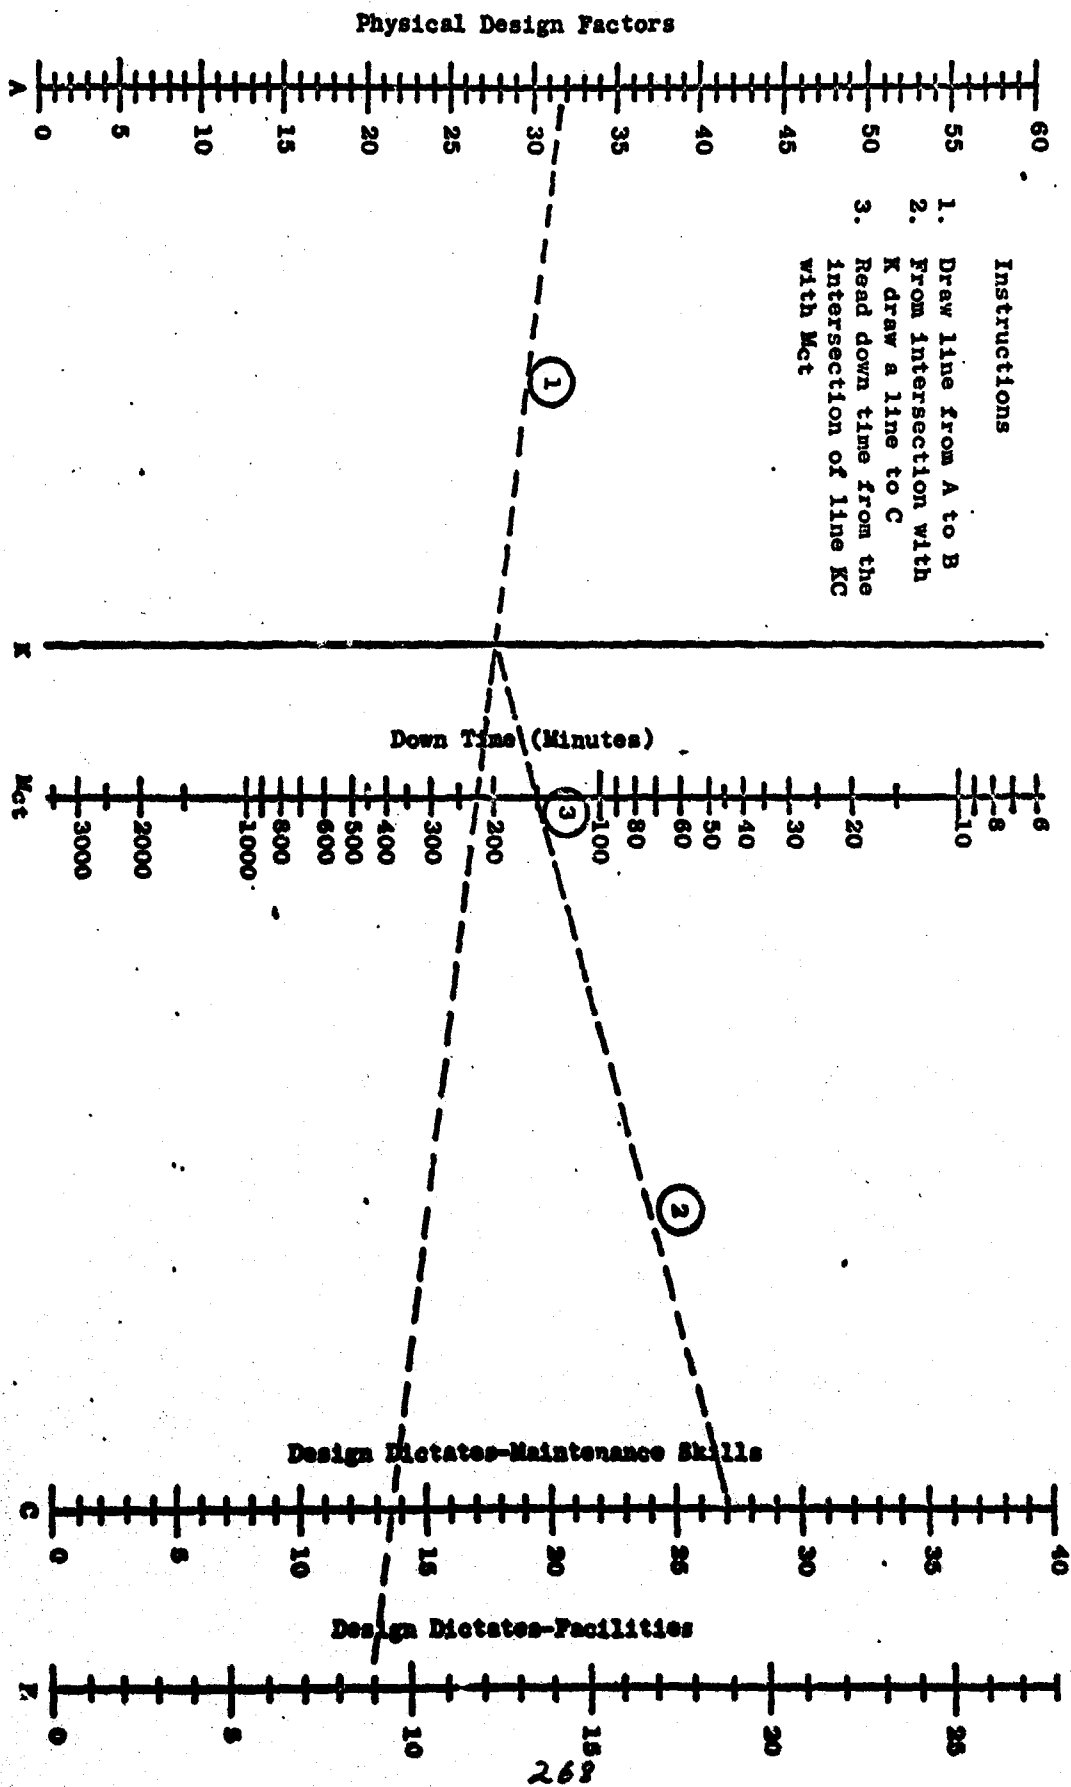 Physical Design Factors
A
0 5 10 15 20 25 30 35 40 45 50 55 60
Instructions
1. Draw line from A to B
2. From intersection with
K draw a line to C
3. Read down time from the
intersection of line KC
with Mct
1
K
Down Time (Minutes)
Mct
3000 2000 1000 800 600 500 400 300 200 100 80 60 50 40 30 20 10 8 6
3
2
Design Dictates-Maintenance Skills
C
0 5 10 15 20 25 30 35 40
Design Dictates-Facilities
0 5 10 15 20 25
268